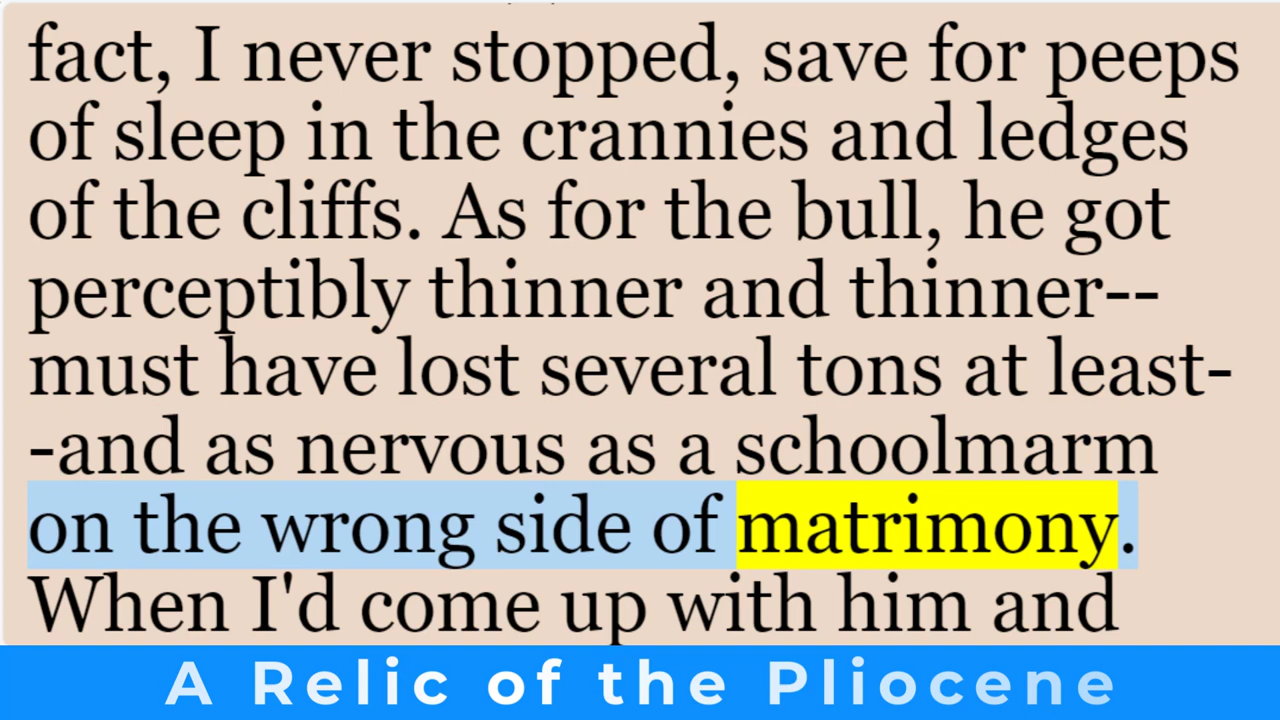 fact, I never stopped, save for peeps
of sleep in the crannies and ledges
of the cliffs. As for the bull, he got
perceptibly thinner and thinner--
must have lost several tons at least-
-and as nervous as a schoolmarm
on the wrong side of matrimony.
When I'd come up with him and
A Relic of the Pliocene